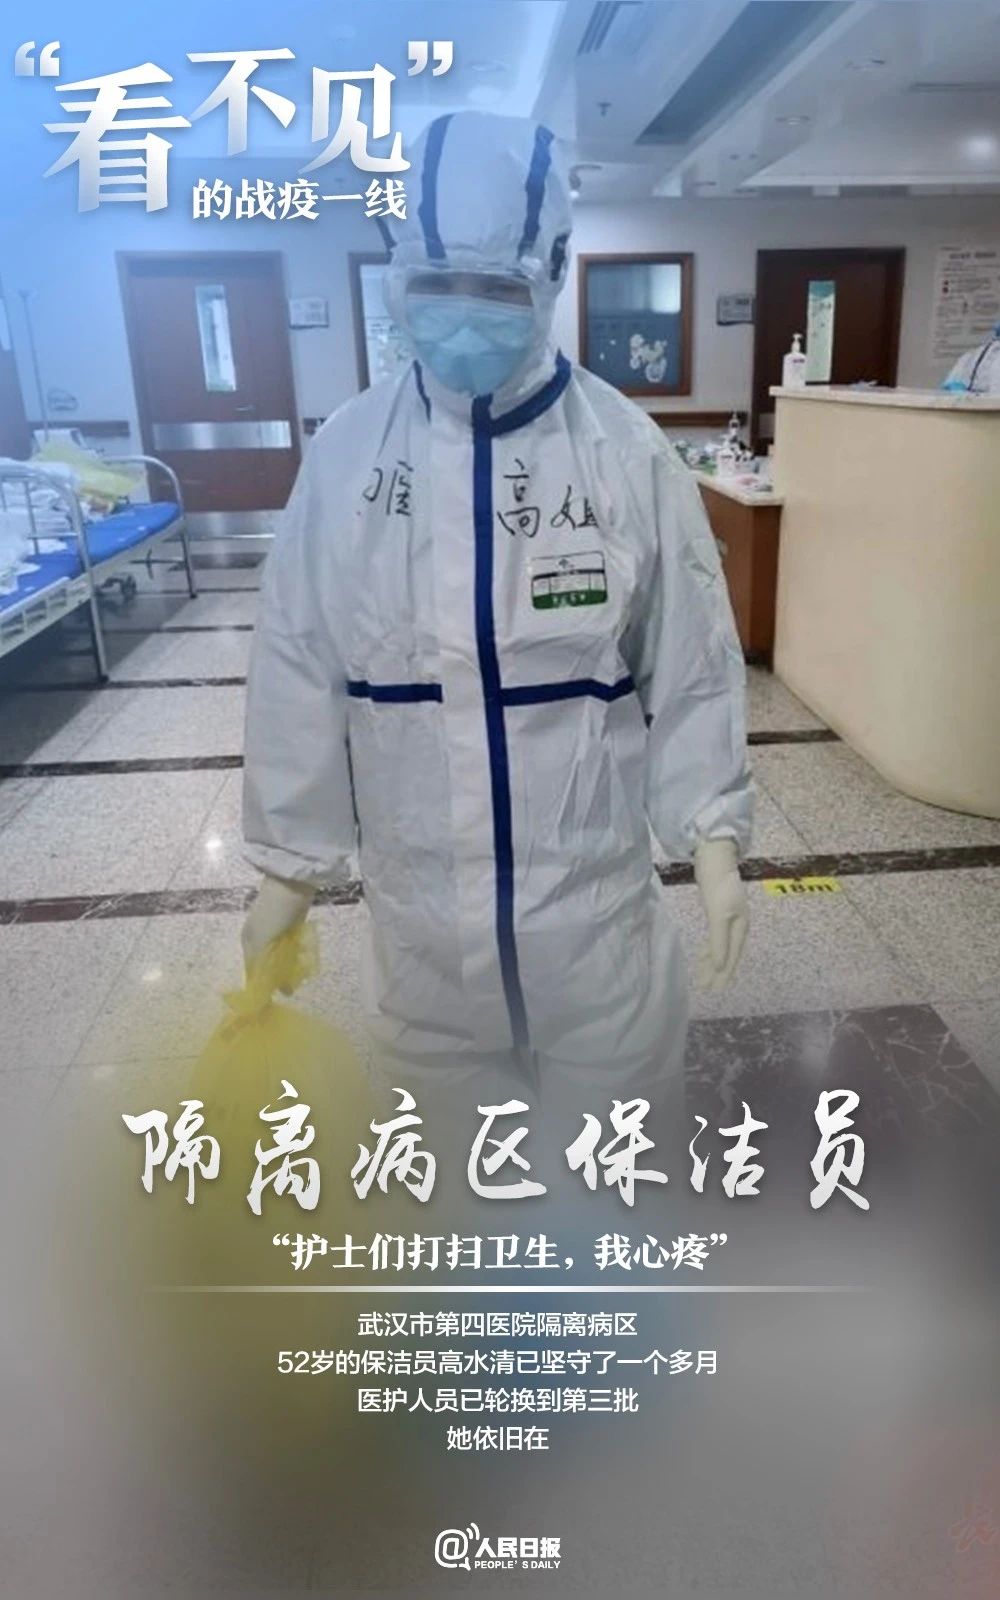 “看不见”
的战疫一线
高姐
18m
隔离病区保洁员
“护士们打扫卫生，我心疼”
武汉市第四医院隔离病区
52岁的保洁员高水清已坚守了一个多月
医护人员已轮换到第三批
她依旧在
@人民日报
PEOPLE'S DAILY